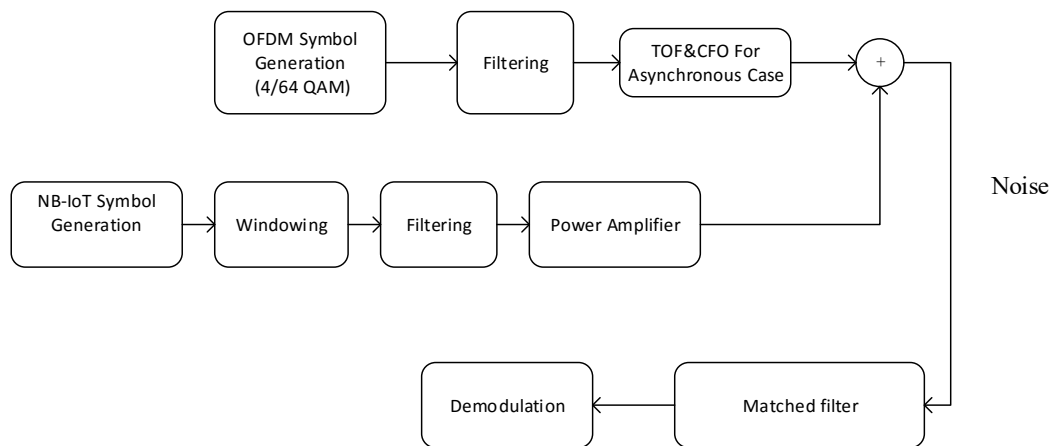 OFDM Symbol
Generation
(4/64 QAM)
Filtering
TOF&CFO For
Asynchronous Case
+
NB-IoT Symbol
Generation
Windowing
Filtering
Power Amplifier
Noise
Demodulation
Matched filter